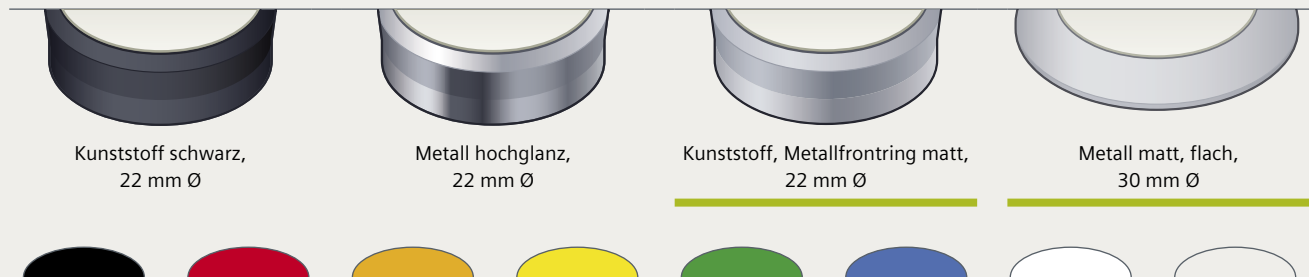 Kunststoff schwarz,
22 mm Ø
Metall hochglanz,
22 mm Ø
Kunststoff, Metallfrontring matt,
22 mm Ø
Metall matt, flach,
30 mm Ø